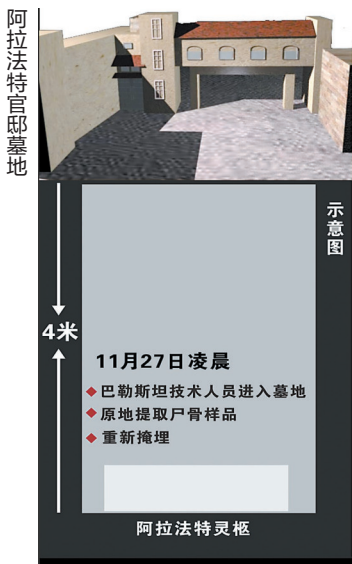 阿拉法特官邸墓地
示意图
4米
11月27日凌晨
巴勒斯坦技术人员进入墓地
原地提取尸骨样品
重新掩埋
阿拉法特灵柩